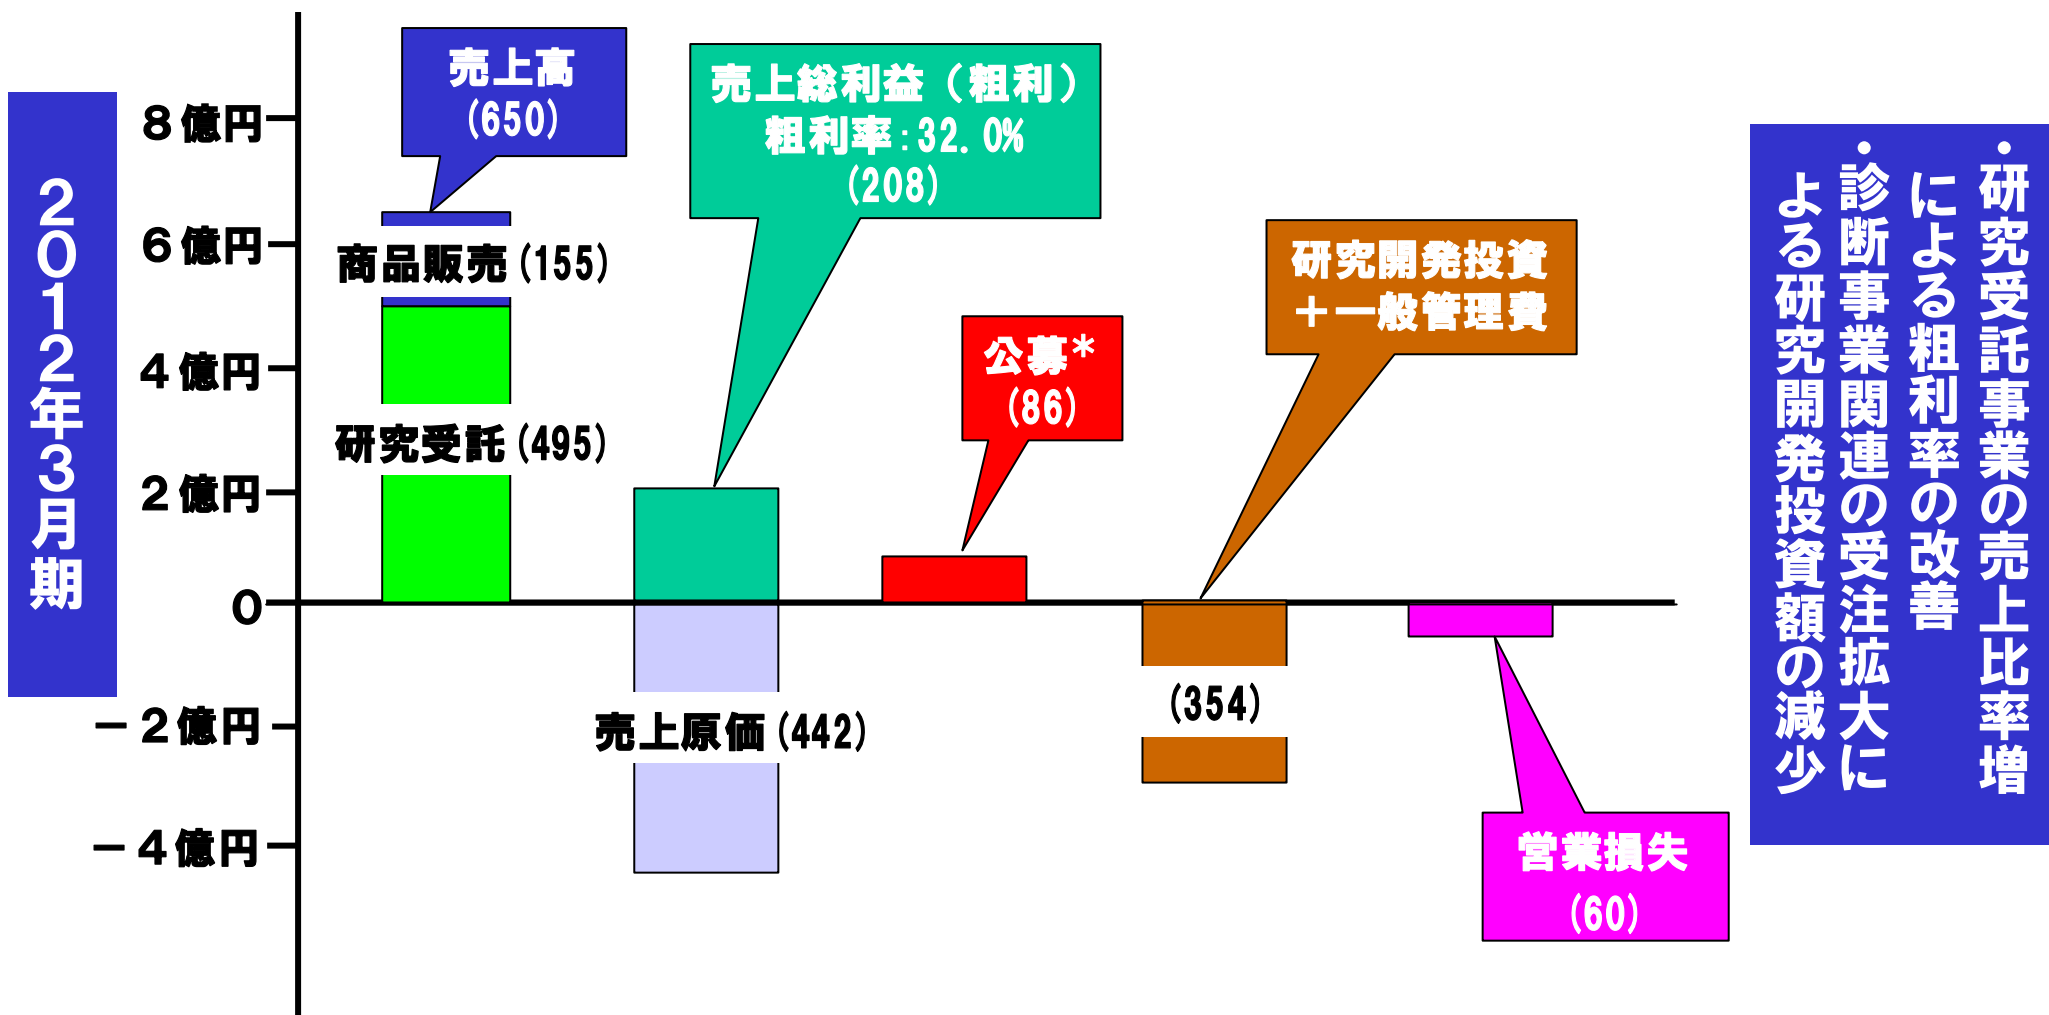 2012年3月期
8億円
6億円
4億円
2億円
0
－2億円
－4億円
売上高
(650)
商品販売(155)
研究受託(495)
売上総利益（粗利）
粗利率:32.0%
(208)
売上原価(442)
公募*
(86)
研究開発投資
＋一般管理費
(354)
営業損失
(60)
・研究受託事業の売上比率増
による粗利率の改善
・診断事業関連の受注拡大に
よる研究開発投資額の減少